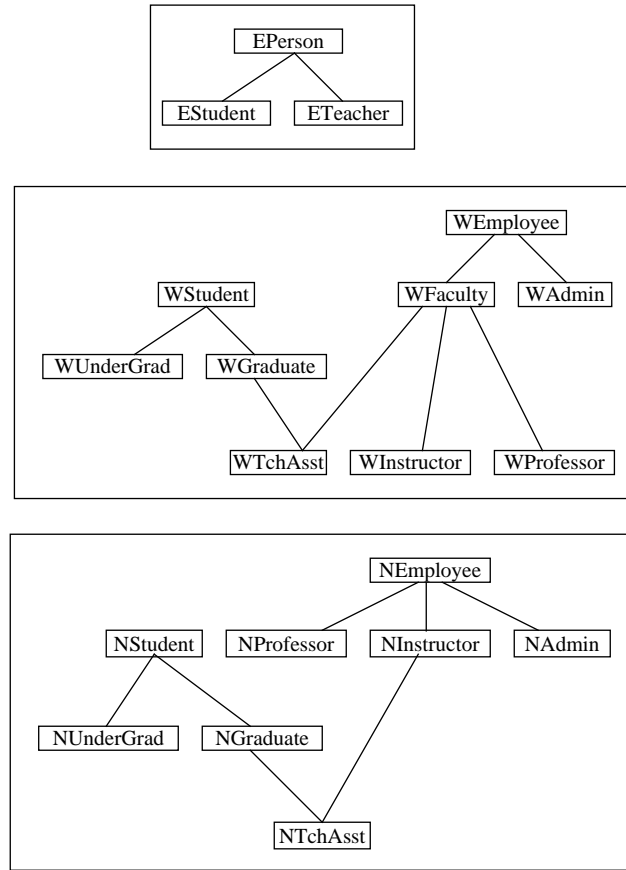 EPerson
EStudent ETeacher
WEmployee
WStudent WFaculty WAdmin
WUnderGrad WGraduate
WTchAsst WInstructor WProfessor
NEmployee
NStudent NProfessor NInstructor NAdmin
NUnderGrad NGraduate
NTchAsst